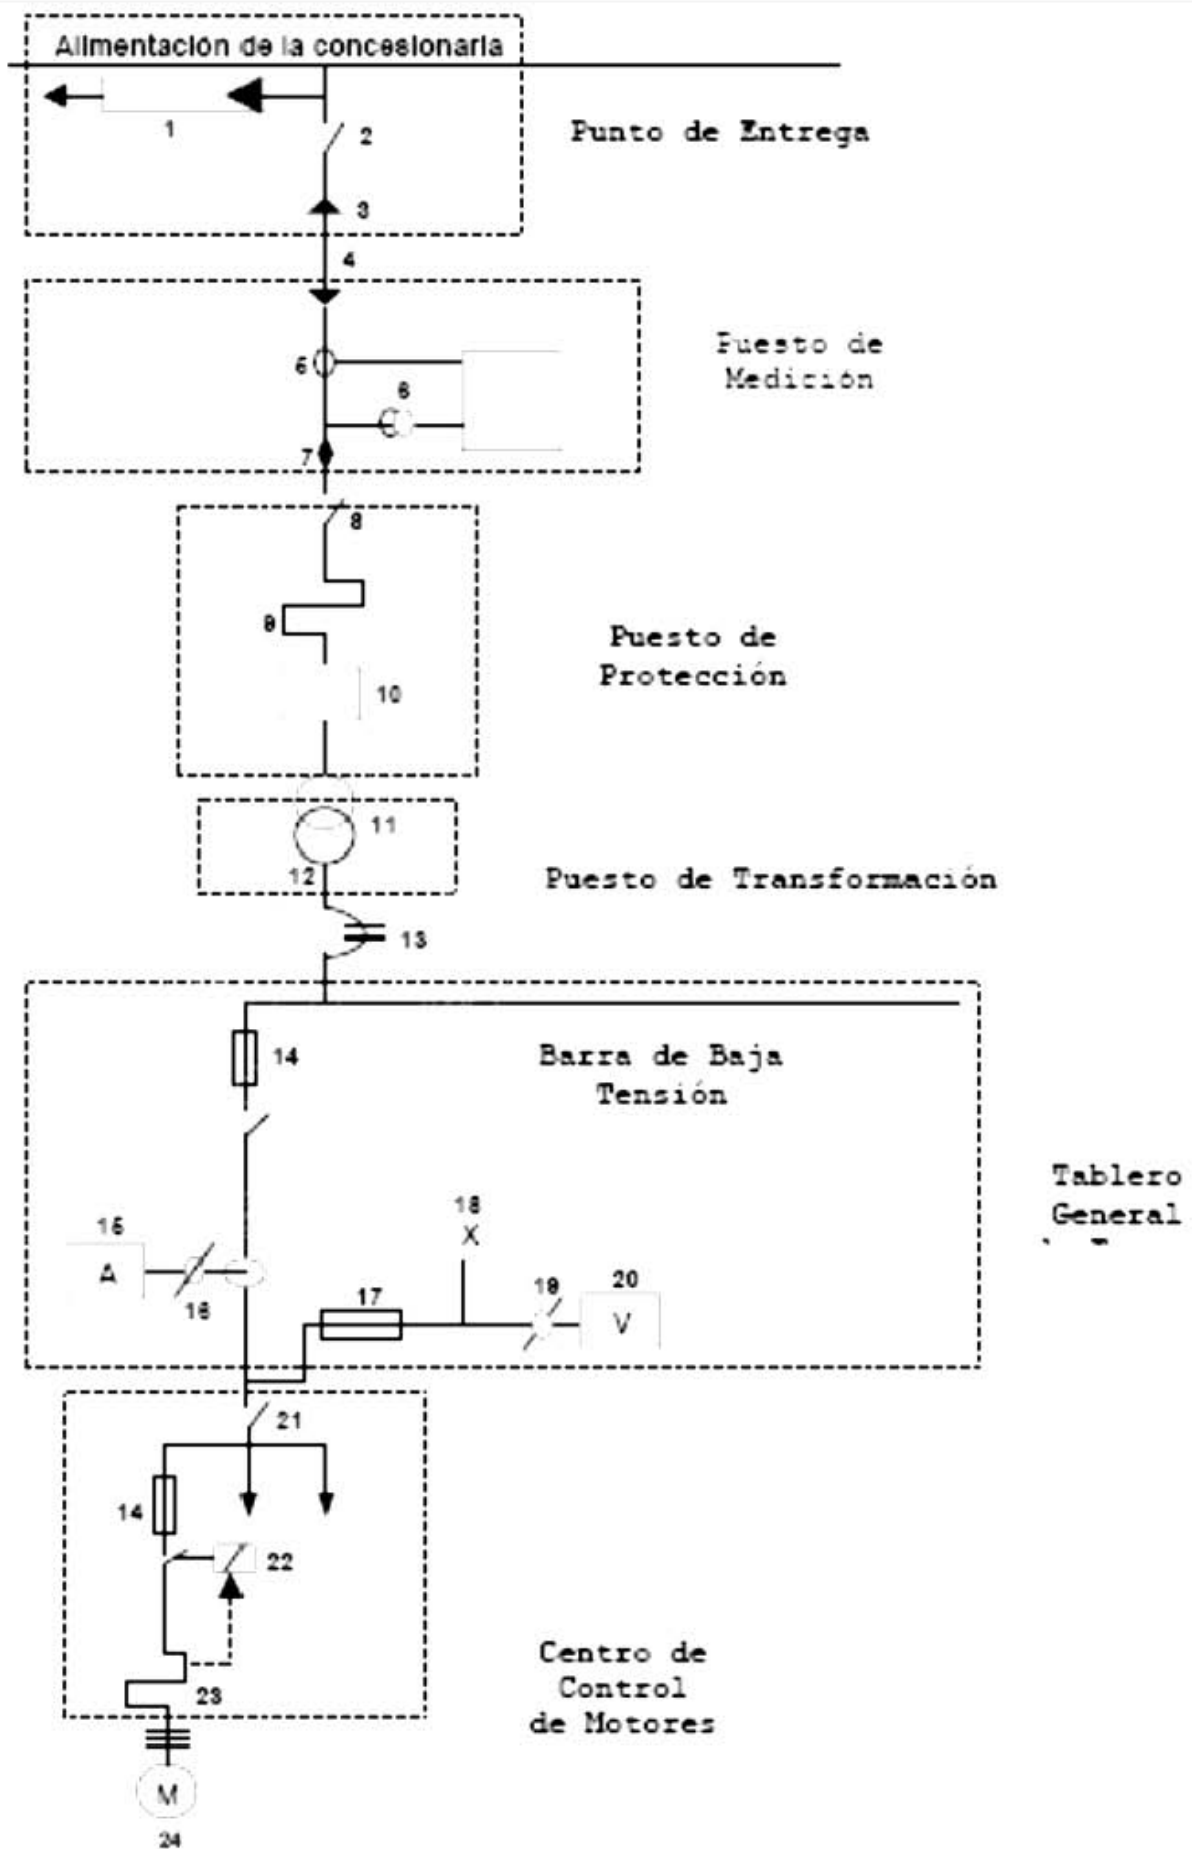 Alimentación de la concesionaria
1
2
Punto de Entrega
3
4
Puesto de
Medición
5
6
7
8
9
Puesto de
Protección
10
11
12
Puesto de Transformación
13
14
Barra de Baja
Tensión
Tablero
General
15
A
16
17
18
X
19
20
V
21
14
22
23
Centro de
Control
de Motores
M
24